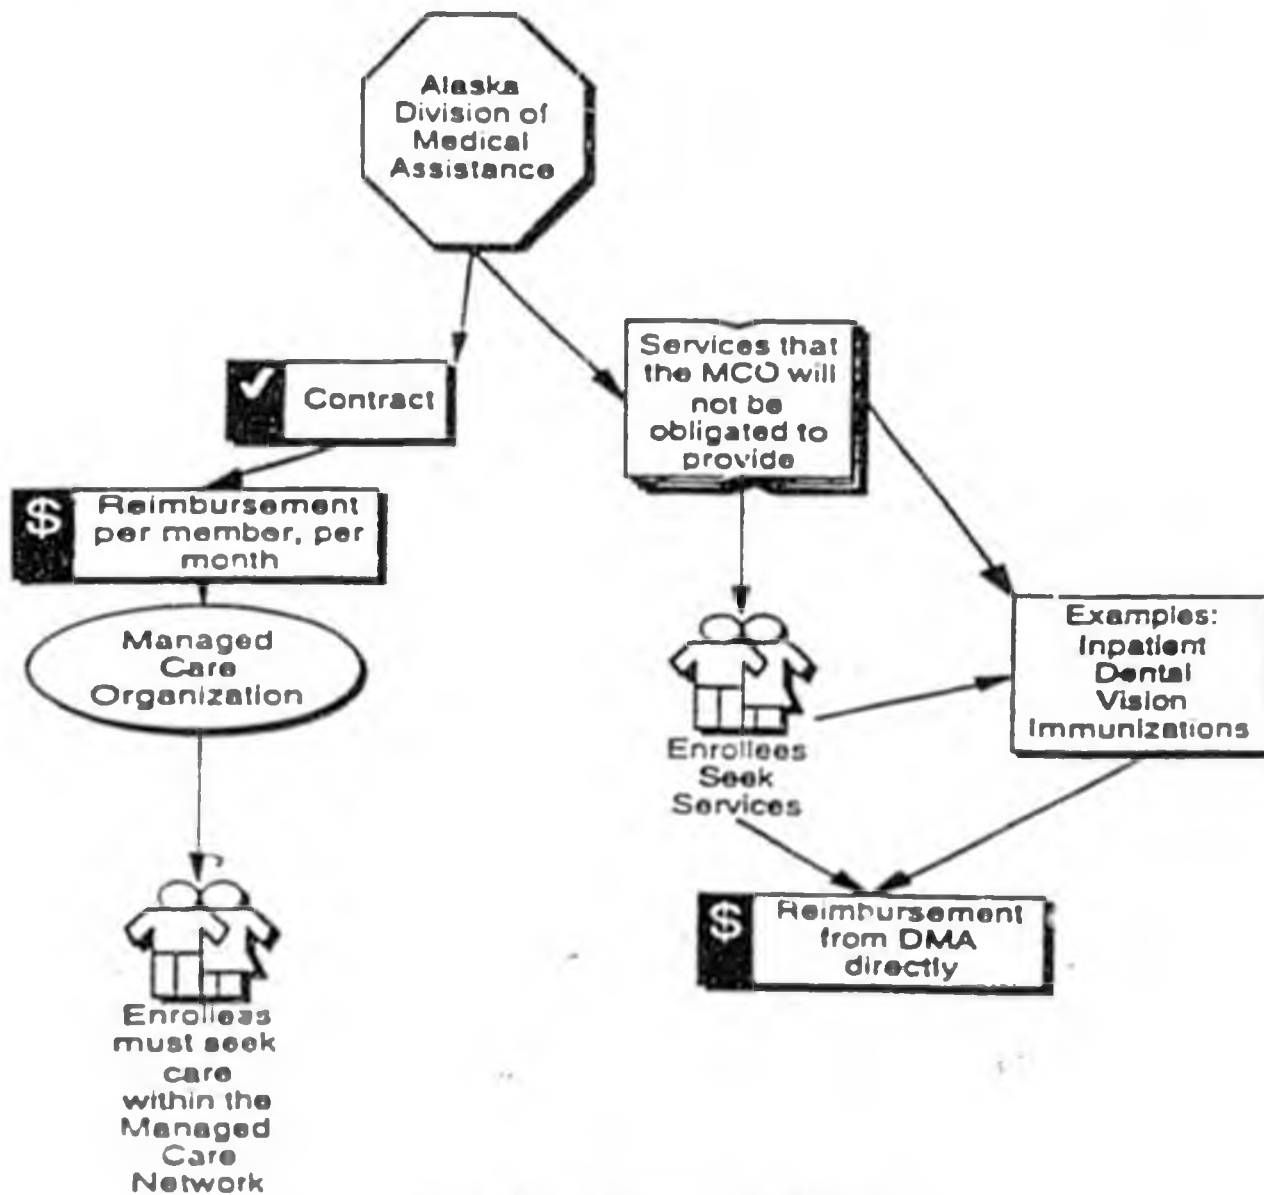 Alaska
Division of
Medical
Assistance
Contract
$
Reimbursement
per member, per
month
Managed
Care
Organization
Enrollees
must seek
care
within the
Managed
Care
Network
Services that
the MCO will
not be
obligated to
provide
Enrollees
Seek
Services
Examples:
Inpatient
Dental
Vision
Immunizations
$
Reimbursement
from DMA
directly